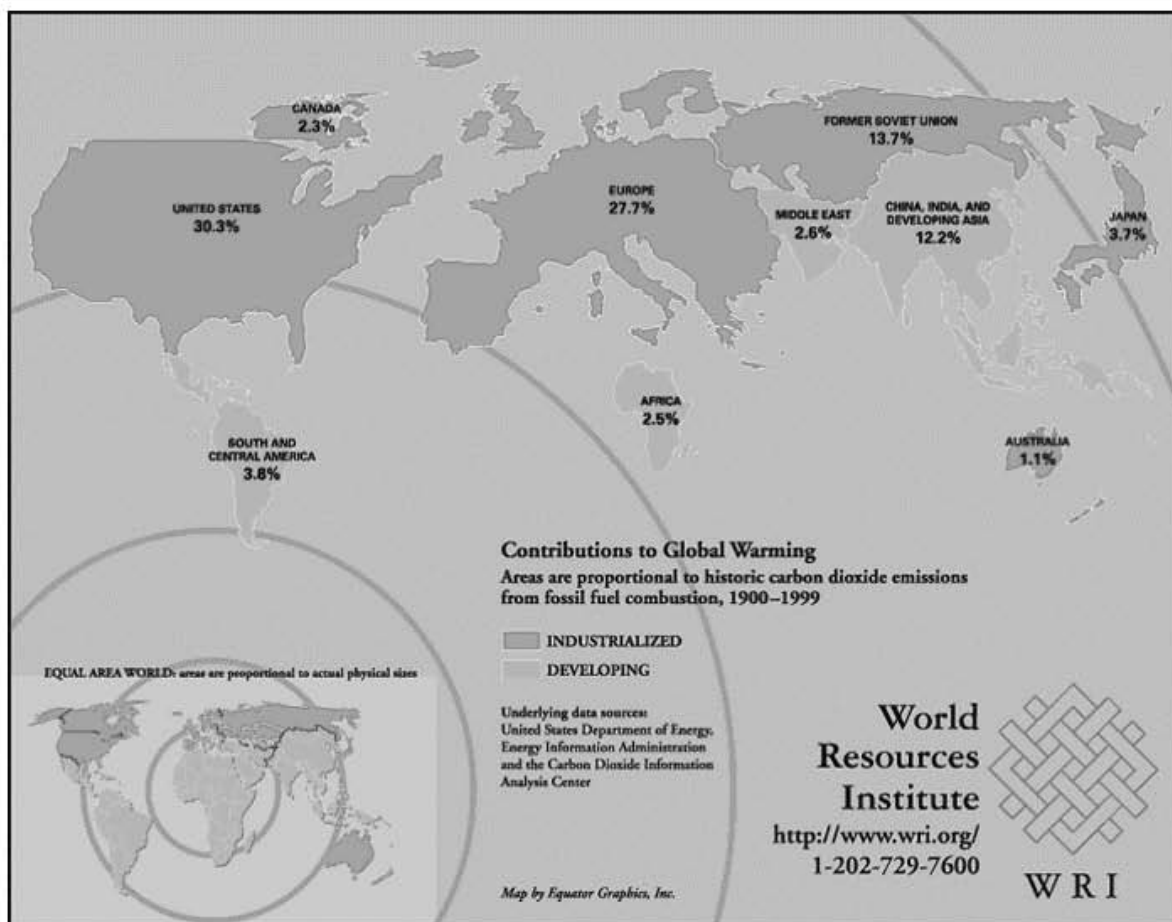 CANADA
2.3%
FORMER SOVIET UNION
13.7%
UNITED STATES
30.3%
EUROPE
27.7%
MIDDLE EAST
2.6%
CHINA, INDIA, AND
DEVELOPING ASIA
12.2%
JAPAN
3.7%
AFRICA
2.5%
SOUTH AND
CENTRAL AMERICA
3.8%
AUSTRALIA
1.1%
Contributions to Global Warming
Areas are proportional to historic carbon dioxide emissions
from fossil fuel combustion, 1900–1999
INDUSTRIALIZED
DEVELOPING
EQUAL AREA WORLD: areas are proportional to actual physical sizes
Underlying data sources:
United States Department of Energy,
Energy Information Administration
and the Carbon Dioxide Information
Analysis Center
Map by Equator Graphics, Inc.
World
Resources
Institute
http://www.wri.org/
1-202-729-7600
WRI